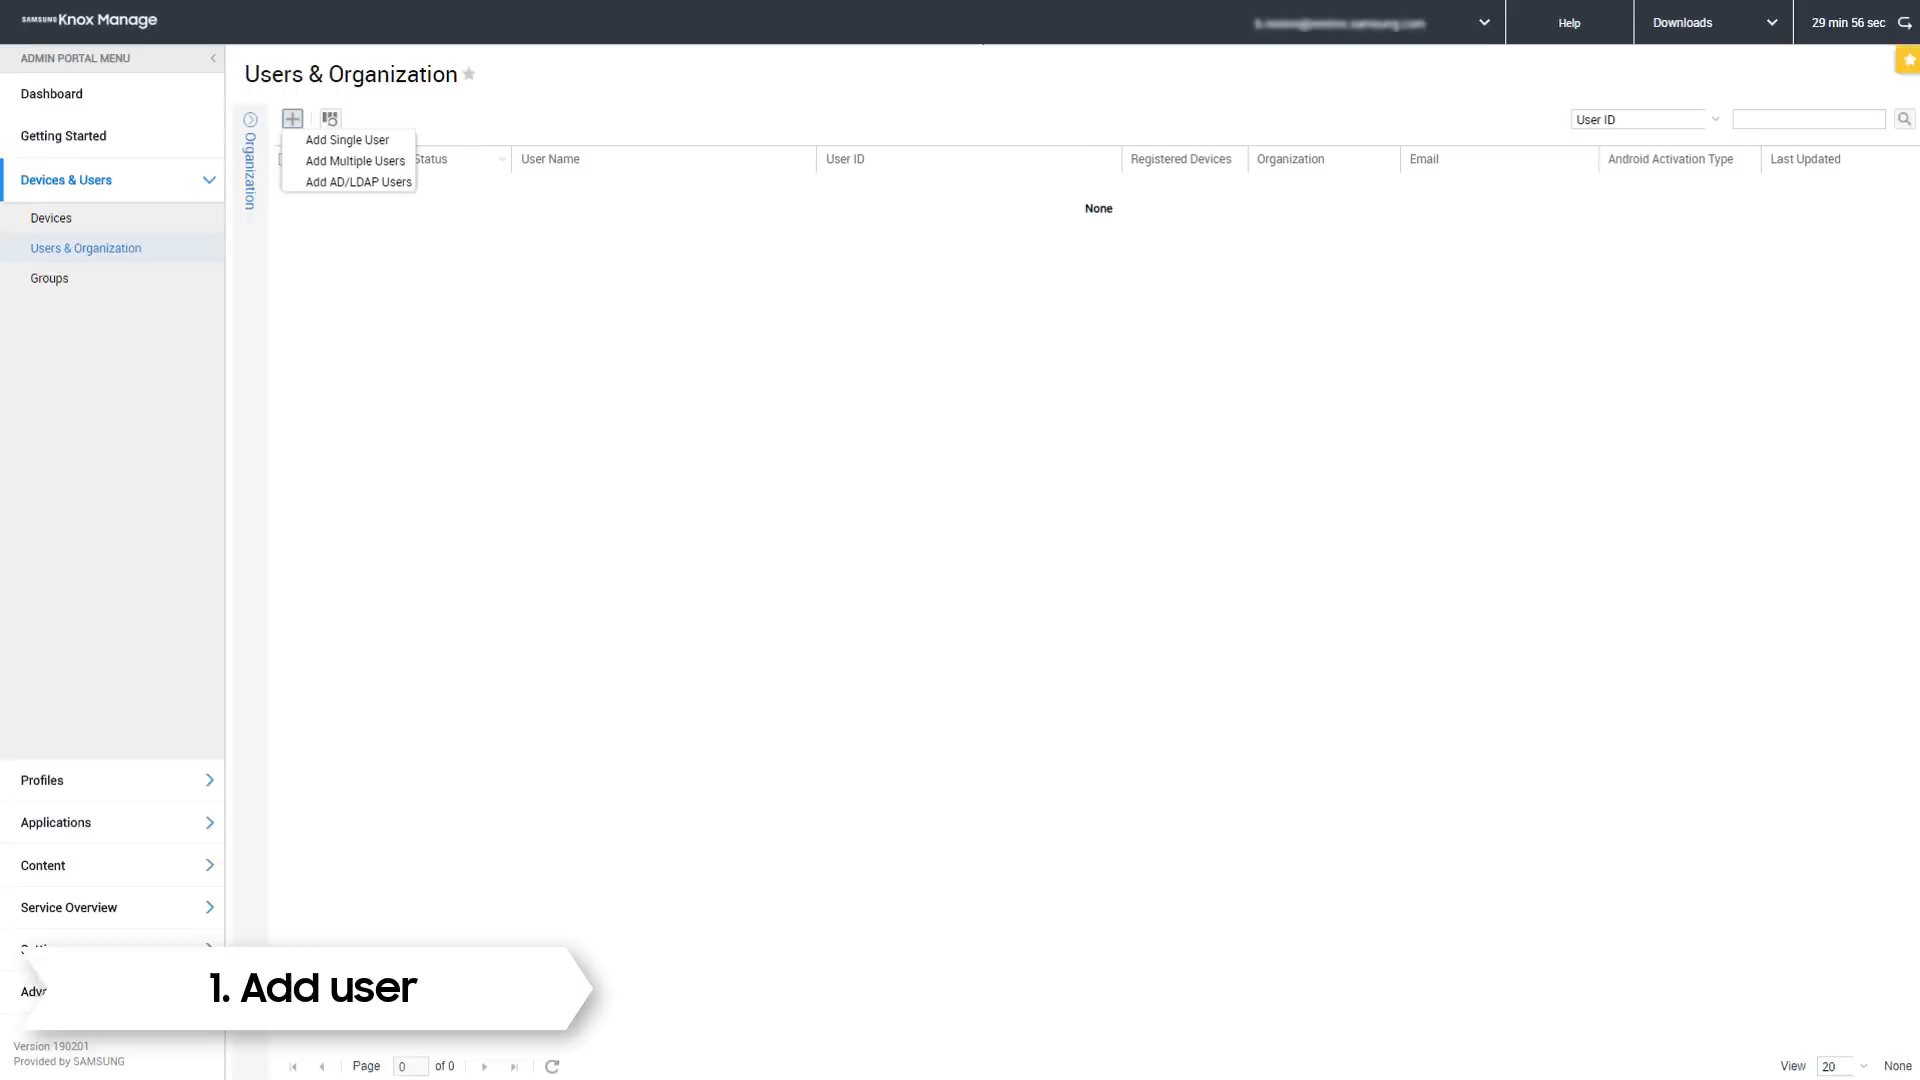 SAMSUNG Knox Manage
Help
Downloads
29 min 56 sec
ADMIN PORTAL MENU
Dashboard
Getting Started
Devices & Users
Devices
Users & Organization
Groups
Profiles
Applications
Content
Service Overview
Version 190201
Provided by SAMSUNG
Users & Organization
Organization
Add Single User
Add Multiple Users
Add AD/LDAP Users
User ID
Status
User Name
User ID
Registered Devices
Organization
Email
Android Activation Type
Last Updated
None
1. Add user
Page 0 of 0
View 20 None